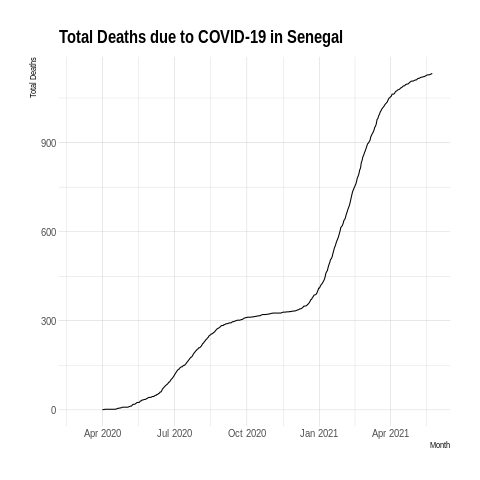 Total Deaths due to COVID-19 in Senegal
Total Deaths
900
600
300
0
Apr 2020 Jul 2020 Oct 2020 Jan 2021 Apr 2021
Month